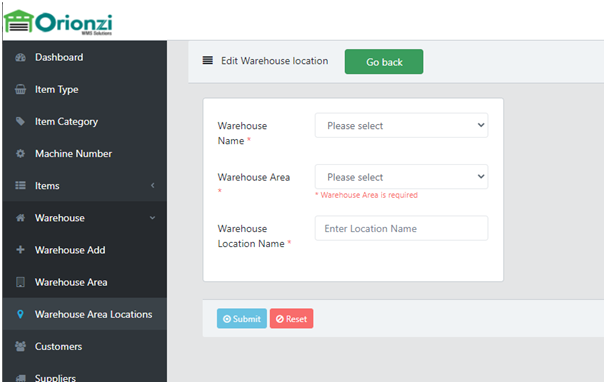 Orionzi
WMS Solutions
Dashboard
Item Type
Item Category
Machine Number
Items
Warehouse
Warehouse Add
Warehouse Area
Warehouse Area Locations
Customers
Suppliers
Edit Warehouse location
Go back
Warehouse
Name *
Please select
Warehouse Area
*
Please select
* Warehouse Area is required
Warehouse
Location Name *
Enter Location Name
Submit
Reset